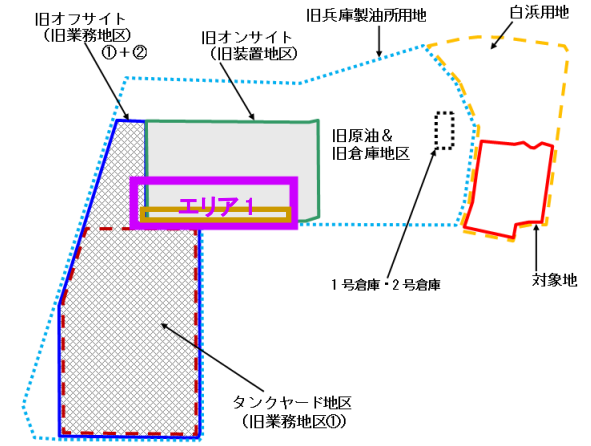 旧オフサイト
（旧業務地区）
①＋②
旧オンサイト
（旧装置地区）
旧兵庫製油所用地
白浜用地
旧原油＆
旧倉庫地区
エリア１
１号倉庫・２号倉庫
対象地
タンクヤード地区
（旧業務地区①）